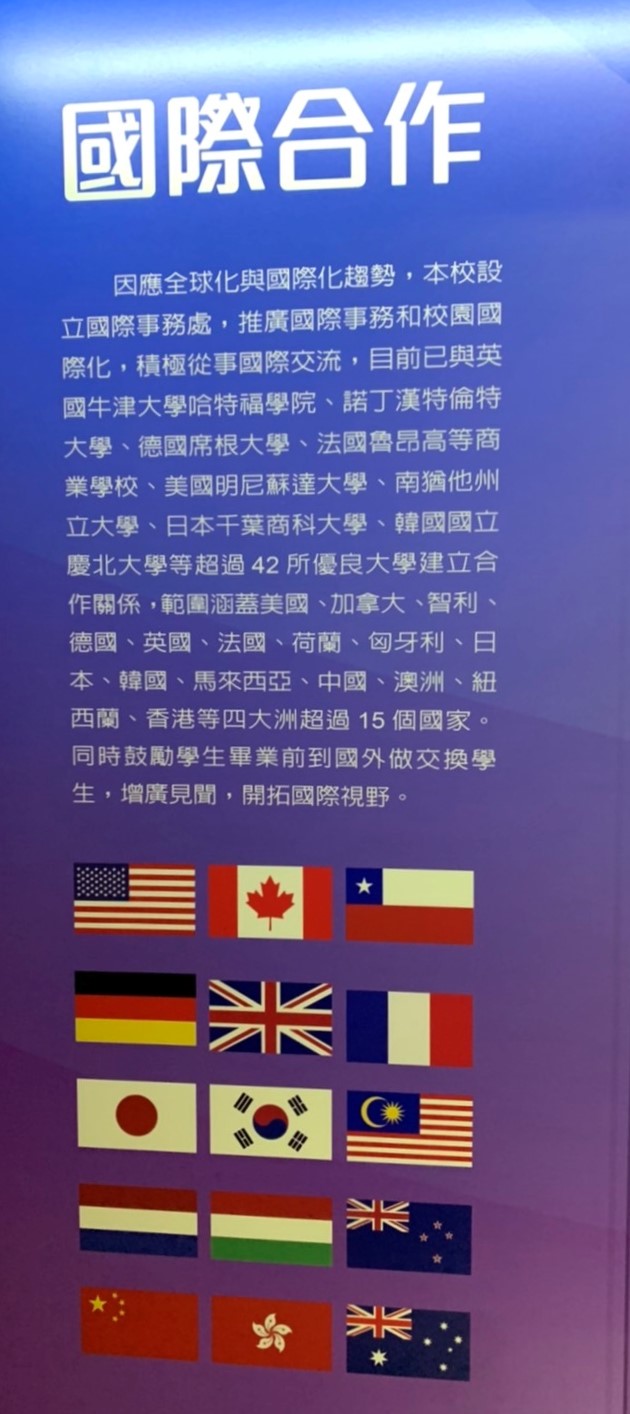 國際合作
因應全球化與國際化趨勢，本校設
立國際事務處，推廣國際事務和校園國
際化，積極從事國際交流，目前已與英
國牛津大學哈特福學院、諾丁漢特倫特
大學、德國席根大學、法國魯昂高等商
業學校、美國明尼蘇達大學、南猶他州
立大學、日本千葉商科大學、韓國國立
慶北大學等超過 42 所優良大學建立合
作關係，範圍涵蓋美國、加拿大、智利、
德國、英國、法國、荷蘭、匈牙利、日
本、韓國、馬來西亞、中國、澳洲、紐
西蘭、香港等四大洲超過 15 個國家。
同時鼓勵學生畢業前到國外做交換學
生，增廣見聞，開拓國際視野。